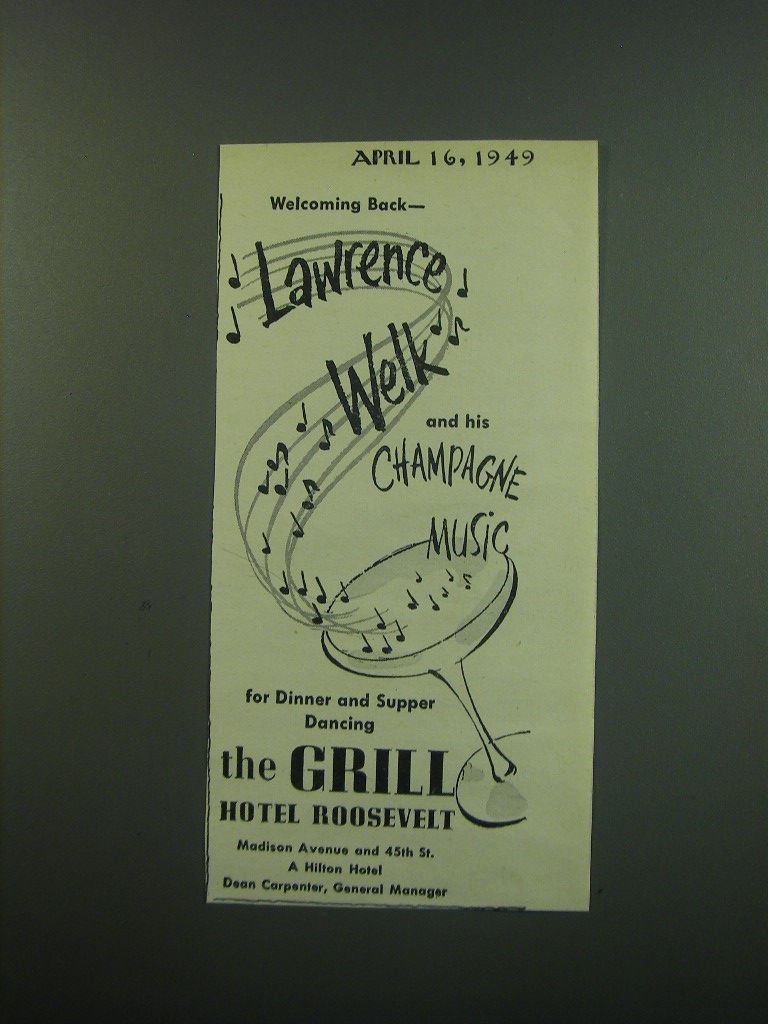 APRIL 16, 1949
Welcoming Back—
Lawrence
Welk
and his
CHAMPAGNE
MUSIC
for Dinner and Supper
Dancing
the GRILL
HOTEL ROOSEVELT
Madison Avenue and 45th St.
A Hilton Hotel
Dean Carpenter, General Manager